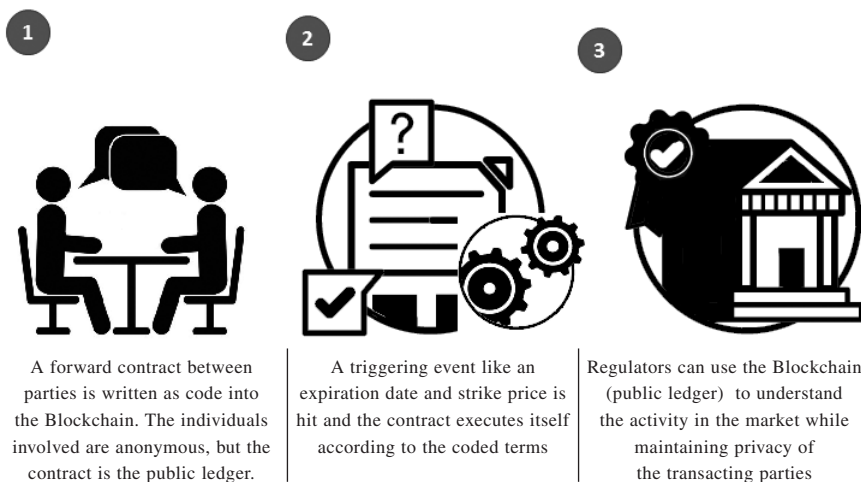 1
2
3
?
A forward contract between
parties is written as code into
the Blockchain. The individuals
involved are anonymous, but the
contract is the public ledger.
A triggering event like an
expiration date and strike price is
hit and the contract executes itself
according to the coded terms
Regulators can use the Blockchain
(public ledger) to understand
the activity in the market while
maintaining privacy of
the transacting parties